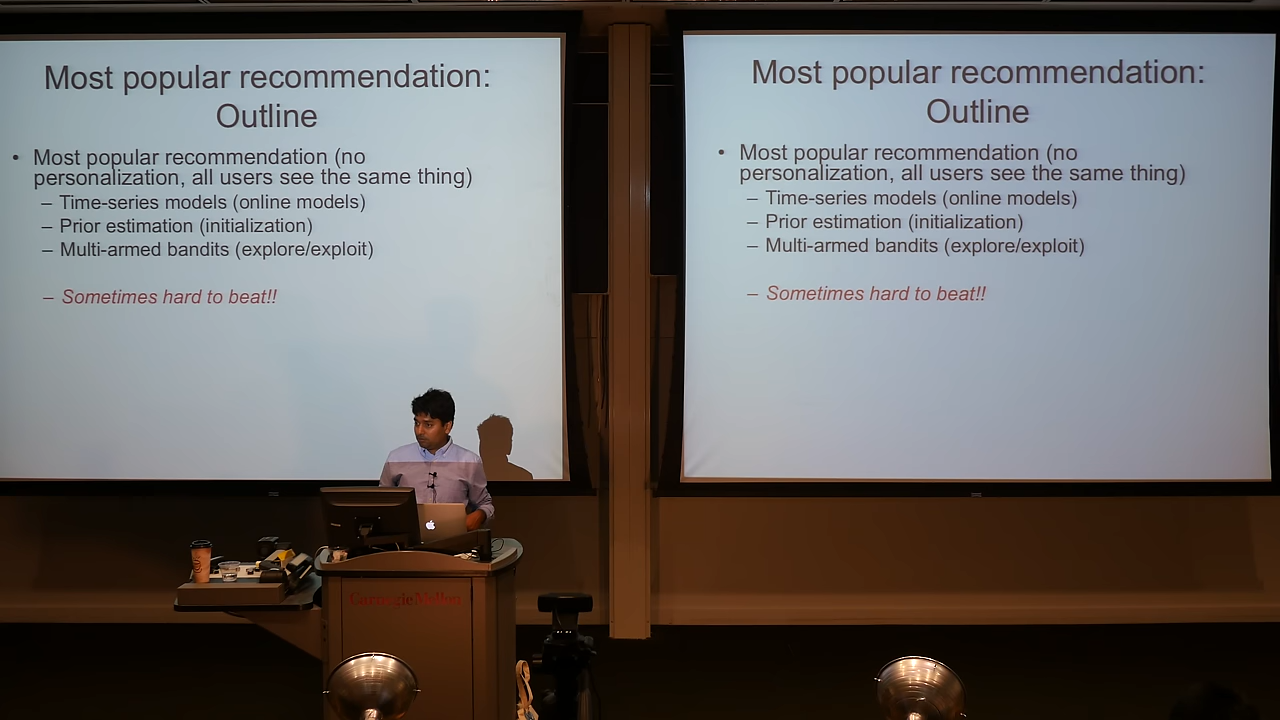 Most popular recommendation:
Outline
• Most popular recommendation (no
personalization, all users see the same thing)
– Time-series models (online models)
– Prior estimation (initialization)
– Multi-armed bandits (explore/exploit)
– Sometimes hard to beat!!
Most popular recommendation:
Outline
• Most popular recommendation (no
personalization, all users see the same thing)
– Time-series models (online models)
– Prior estimation (initialization)
– Multi-armed bandits (explore/exploit)
– Sometimes hard to beat!!
Carnegie Mellon